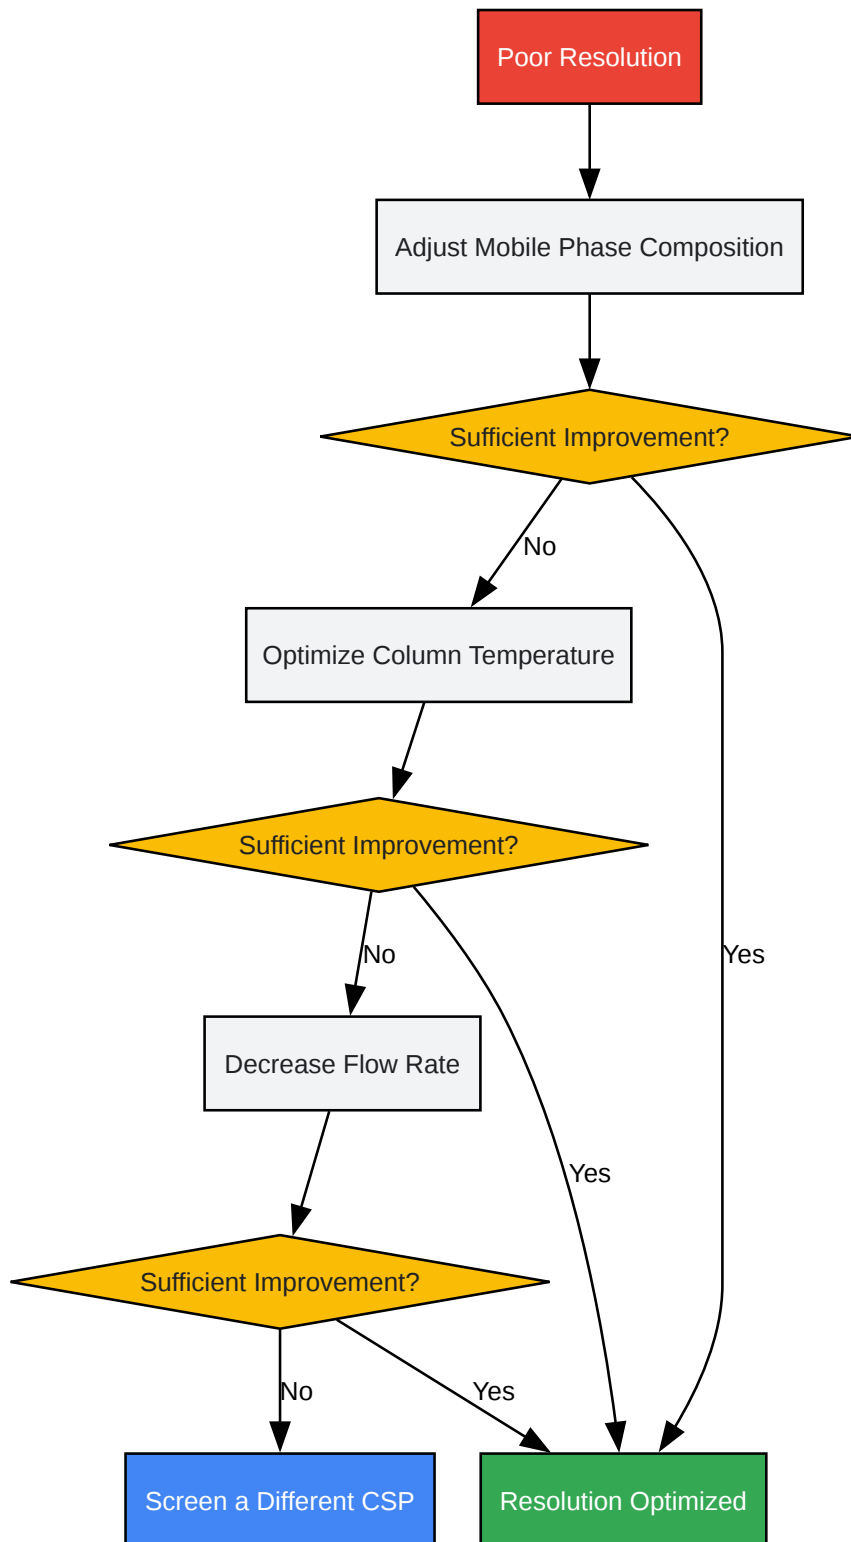 Poor Resolution
Adjust Mobile Phase Composition
Sufficient Improvement?
No
Optimize Column Temperature
Sufficient Improvement?
No
Yes
Decrease Flow Rate
Yes
Sufficient Improvement?
No
Yes
Screen a Different CSP
Resolution Optimized